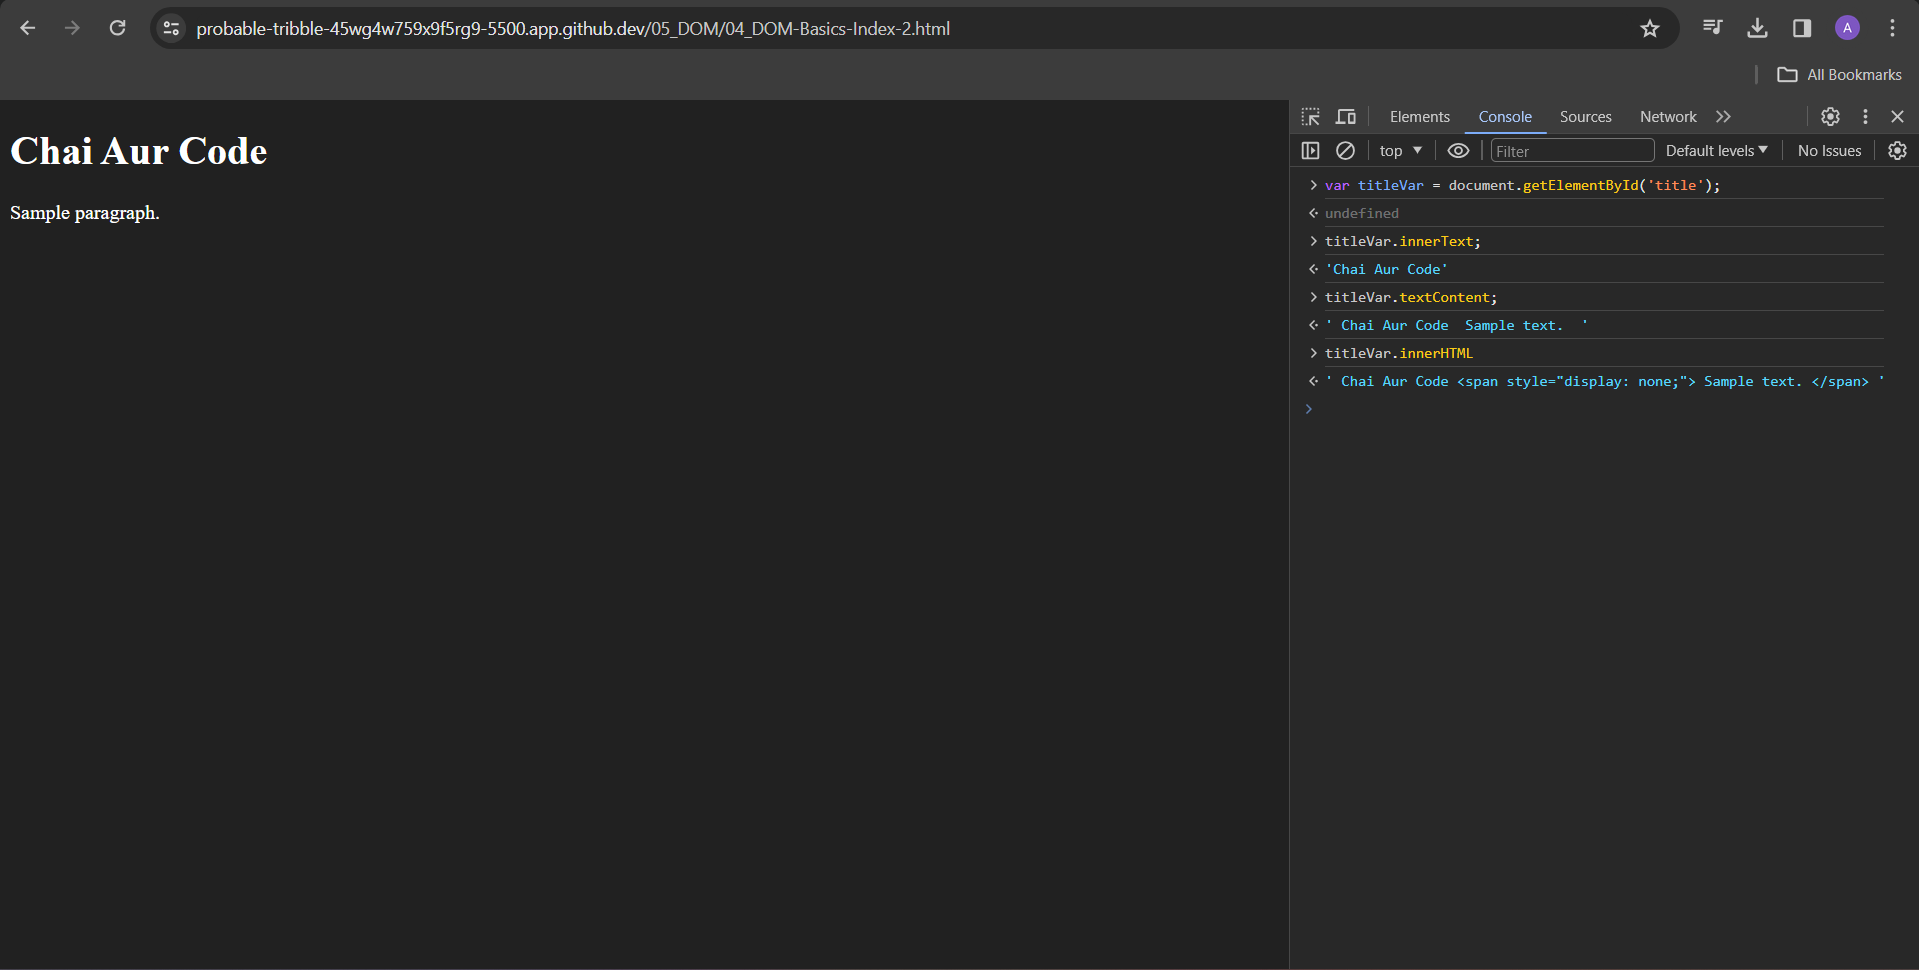 probable-tribble-45wg4w759x9f5rg9-5500.app.github.dev/05_DOM/04_DOM-Basics-Index-2.html
A
All Bookmarks
Chai Aur Code
Sample paragraph.
Elements Console Sources Network
top Filter Default levels No Issues
var titleVar = document.getElementById('title');
undefined
titleVar.innerText;
'Chai Aur Code'
titleVar.textContent;
' Chai Aur Code  Sample text.  '
titleVar.innerHTML
' Chai Aur Code <span style="display: none;"> Sample text. </span> '